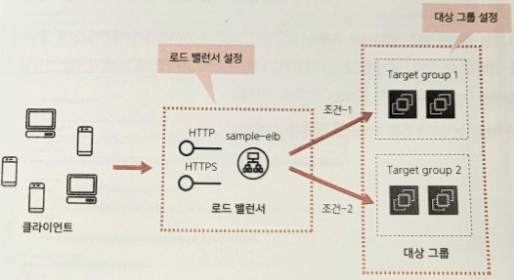 대상 그룹 설정
로드 밸런서 설정
Target group 1
조건-1
HTTP
sample-elb
HTTPS
Target group 2
로드 밸런서
조건-2
클라이언트
대상 그룹